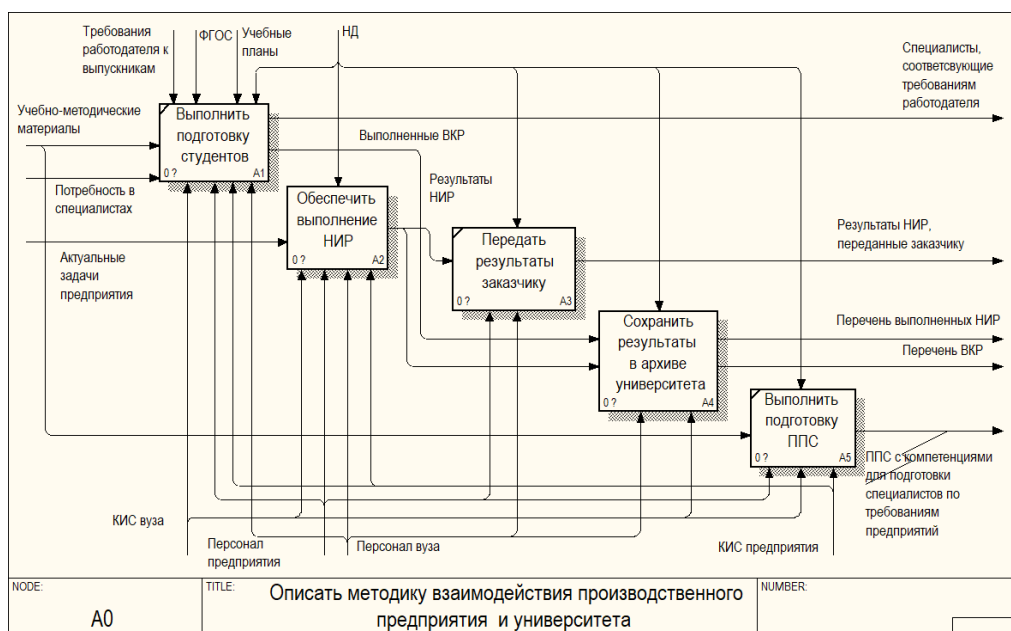 Требования
работодателя к
выпускникам
ФГОС
Учебные
планы
НД
Специалисты,
соответсвующие
требованиям
работодателя
Учебно-методические
материалы
Выполнить
подготовку
студентов
0 ?
A1
Выполненные ВКР
Потребность в
специалистах
Результаты
НИР
Обеспечить
выполнение
НИР
0 ?
A2
Актуальные
задачи
предприятия
Передать
результаты
заказчику
0 ?
A3
Результаты НИР,
переданные заказчику
Сохранить
результаты
в архиве
университета
0 ?
A4
Перечень выполненных НИР
Перечень ВКР
Выполнить
подготовку
ППС
0 ?
A5
ППС с компетенциями
для подготовки
специалистов по
требованиям
предприятий
КИС вуза
Персонал
предприятия
Персонал вуза
КИС предприятия
NODE:
A0
TITLE:
Описать методику взаимодействия производственного
предприятия и университета
NUMBER: